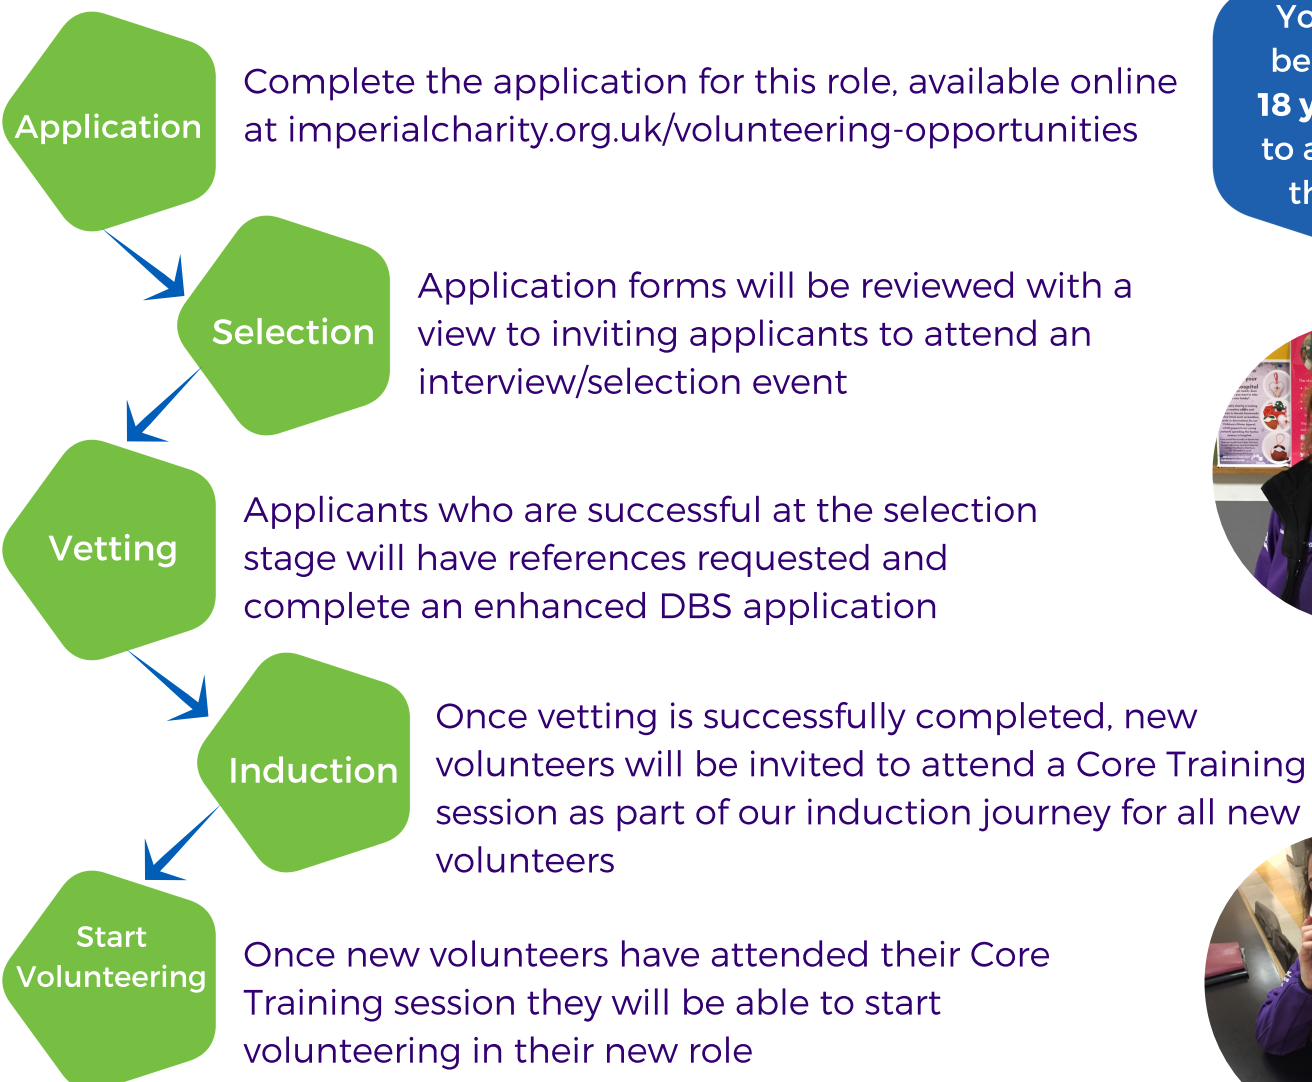 Application
Complete the application for this role, available online
at imperialcharity.org.uk/volunteering-opportunities
18
to
Selection
Application forms will be reviewed with a
view to inviting applicants to attend an
interview/selection event
Vetting
Applicants who are successful at the selection
stage will have references requested and
complete an enhanced DBS application
Induction
Once vetting is successfully completed, new
volunteers will be invited to attend a Core Training
session as part of our induction journey for all new
volunteers
Start
Volunteering
Once new volunteers have attended their Core
Training session they will be able to start
volunteering in their new role